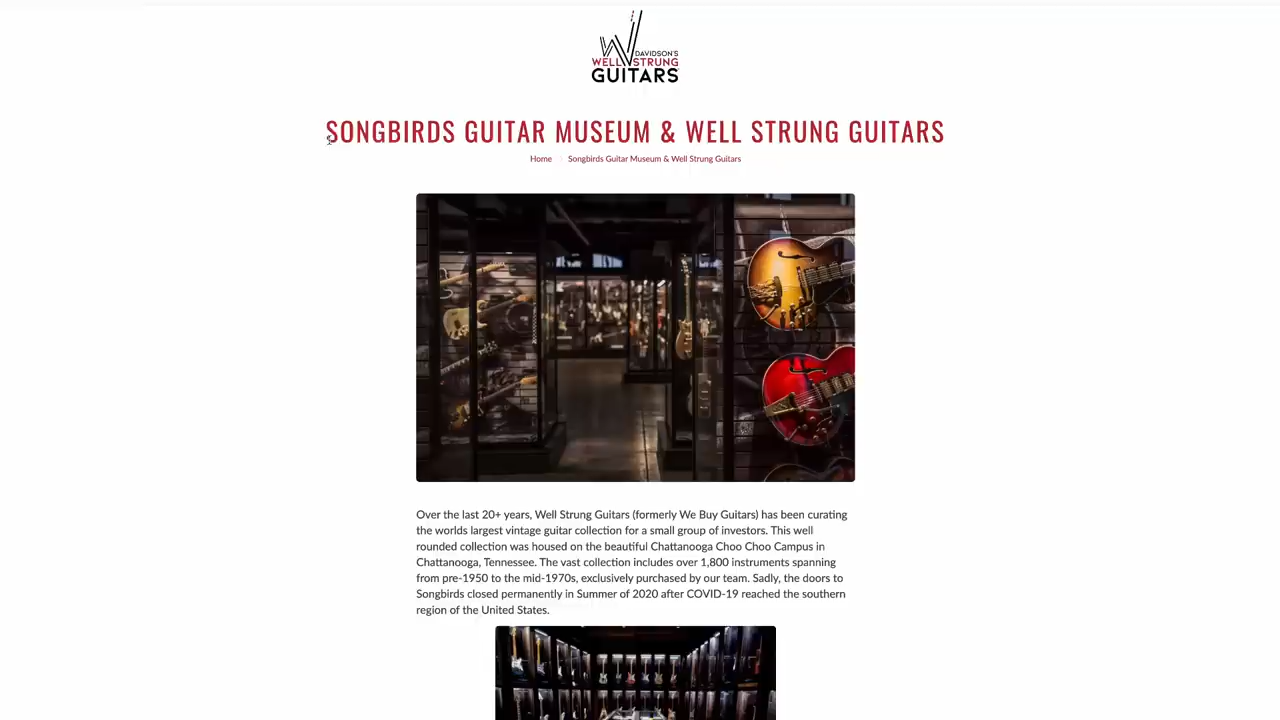 DAVIDSON'S
WELL STRUNG
GUITARS
SONGBIRDS GUITAR MUSEUM & WELL STRUNG GUITARS
Home Songbirds Guitar Museum & Well Strung Guitars
Over the last 20+ years, Well Strung Guitars (formerly We Buy Guitars) has been curating
the worlds largest vintage guitar collection for a small group of investors. This well
rounded collection was housed on the beautiful Chattanooga Choo Choo Campus in
Chattanooga, Tennessee. The vast collection includes over 1,800 instruments spanning
from pre-1950 to the mid-1970s, exclusively purchased by our team. Sadly, the doors to
Songbirds closed permanently in Summer of 2020 after COVID-19 reached the southern
region of the United States.